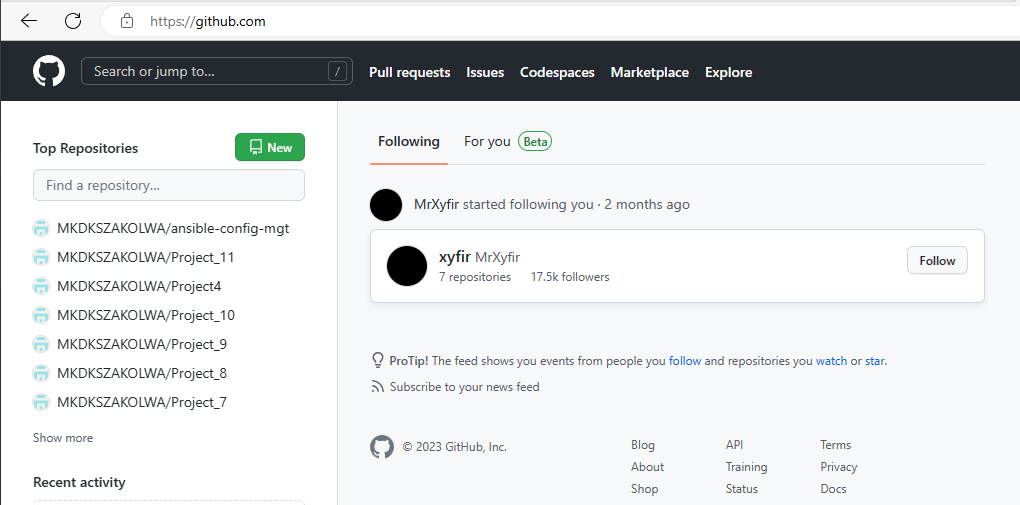 https://github.com
Search or jump to... /
Pull requests Issues Codespaces Marketplace Explore
Top Repositories New
Find a repository...
MKDKSZAKOLWA/ansible-config-mgt
MKDKSZAKOLWA/Project_11
MKDKSZAKOLWA/Project4
MKDKSZAKOLWA/Project_10
MKDKSZAKOLWA/Project_9
MKDKSZAKOLWA/Project_8
MKDKSZAKOLWA/Project_7
Show more
Recent activity
Following For you Beta
MrXyfir started following you · 2 months ago
xyfir MrXyfir Follow
7 repositories 17.5k followers
ProTip! The feed shows you events from people you follow and repositories you watch or star.
Subscribe to your news feed
© 2023 GitHub, Inc. Blog API Terms
About Training Privacy
Shop Status Docs